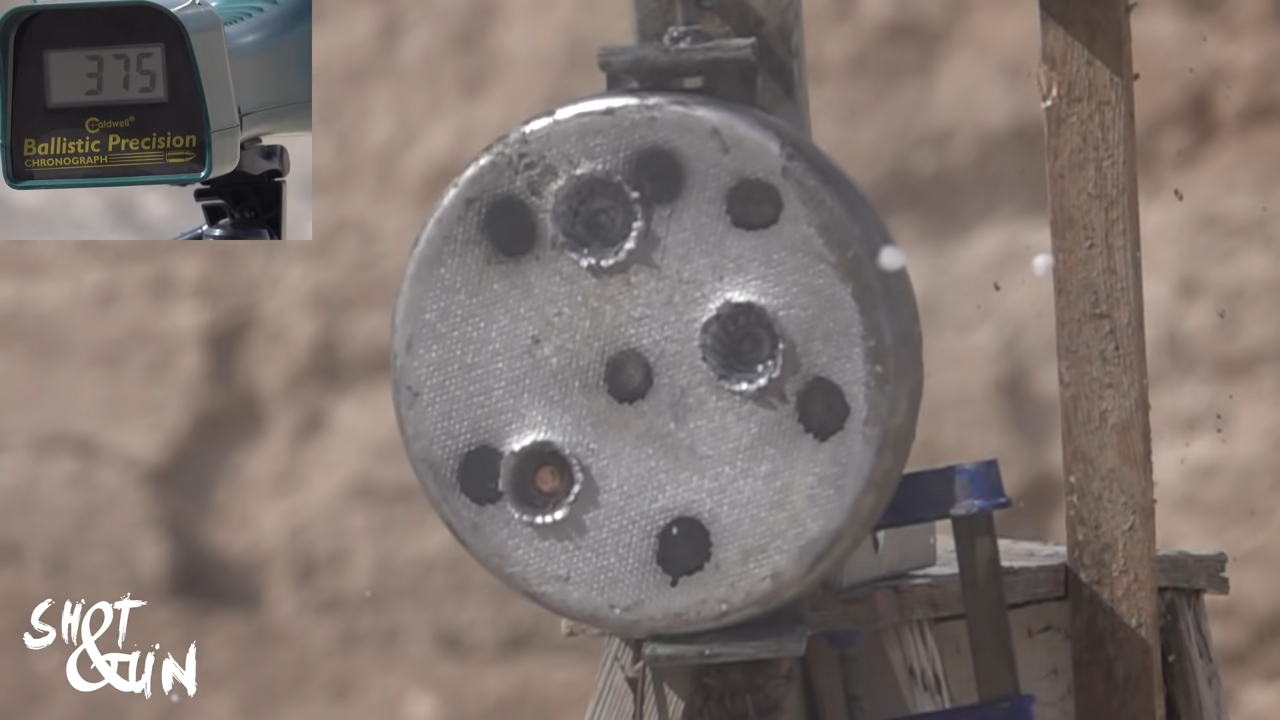 375
Caldwell®
Ballistic Precision
CHRONOGRAPH
SHOT
&GUN